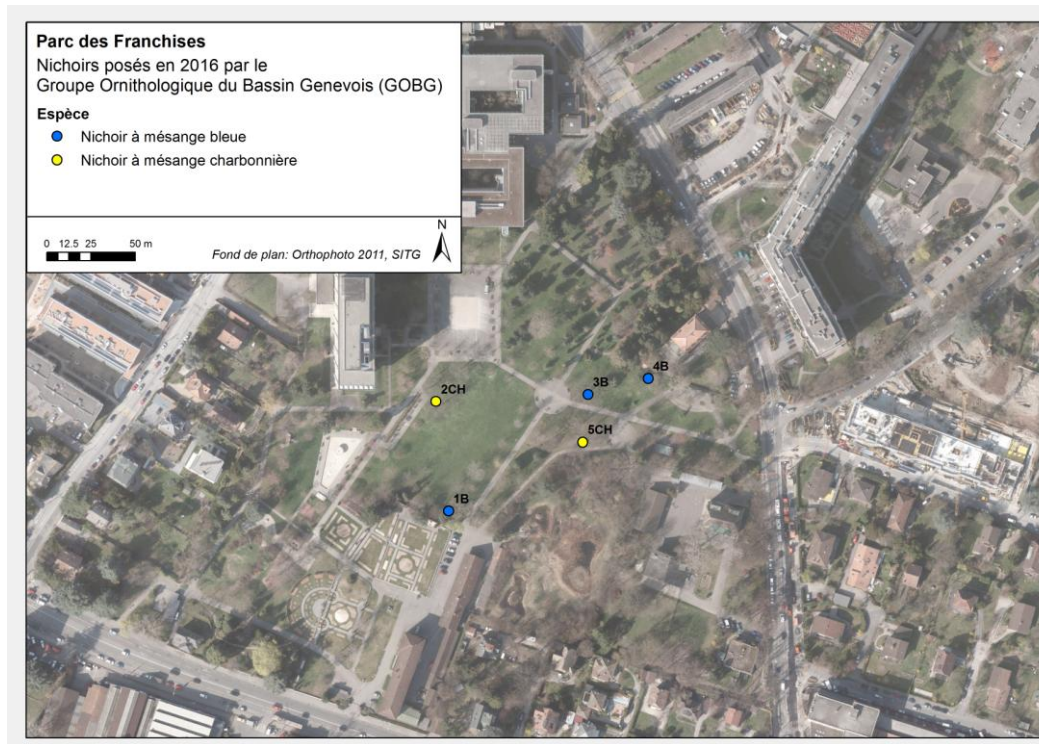 Parc des Franchises
Nichoirs posés en 2016 par le
Groupe Ornithologique du Bassin Genevois (GOBG)
Espèce
Nichoir à mésange bleue
Nichoir à mésange charbonnière
0 12.5 25 50 m
Fond de plan: Orthophoto 2011, SITG
N
4B
3B
2CH
5CH
1B